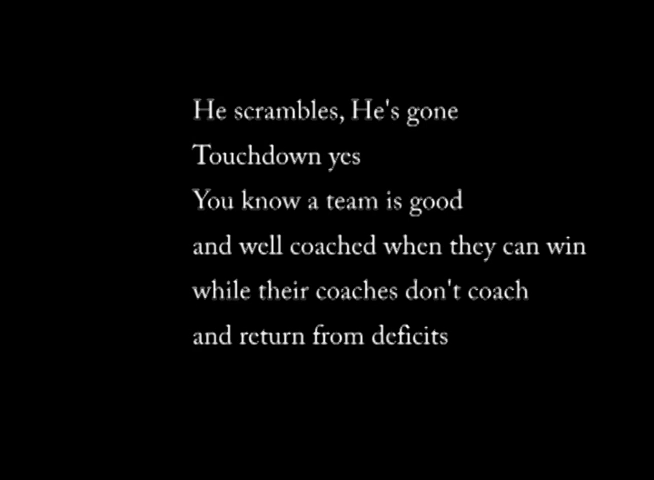 He scrambles, He's gone
Touchdown yes
You know a team is good
and well coached when they can win
while their coaches don't coach
and return from deficits